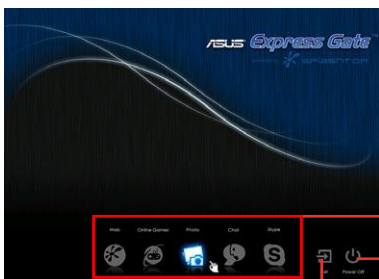 ASUS Express Gate
SPLASHTOP
Web Online Games Photo Chat Skype
Power Off